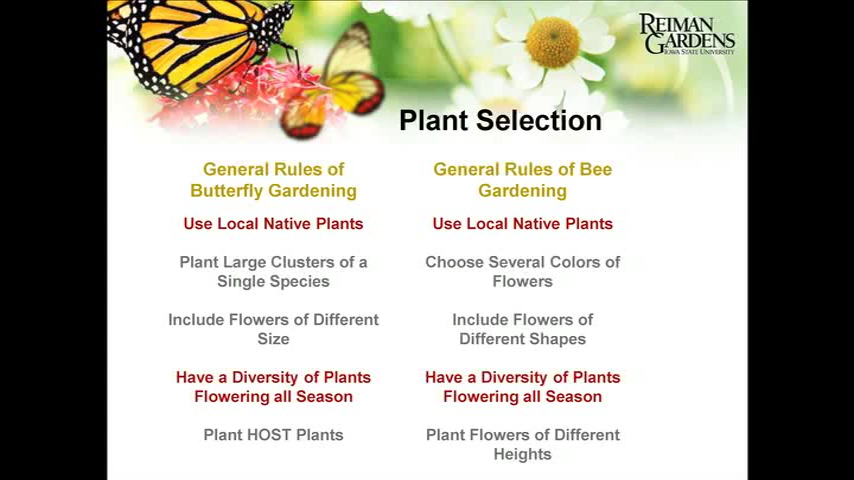 REIMAN
GARDENS
IOWA STATE UNIVERSITY
Plant Selection
General Rules of
Butterfly Gardening
Use Local Native Plants
Plant Large Clusters of a
Single Species
Include Flowers of Different
Size
Have a Diversity of Plants
Flowering all Season
Plant HOST Plants
General Rules of Bee
Gardening
Use Local Native Plants
Choose Several Colors of
Flowers
Include Flowers of
Different Shapes
Have a Diversity of Plants
Flowering all Season
Plant Flowers of Different
Heights